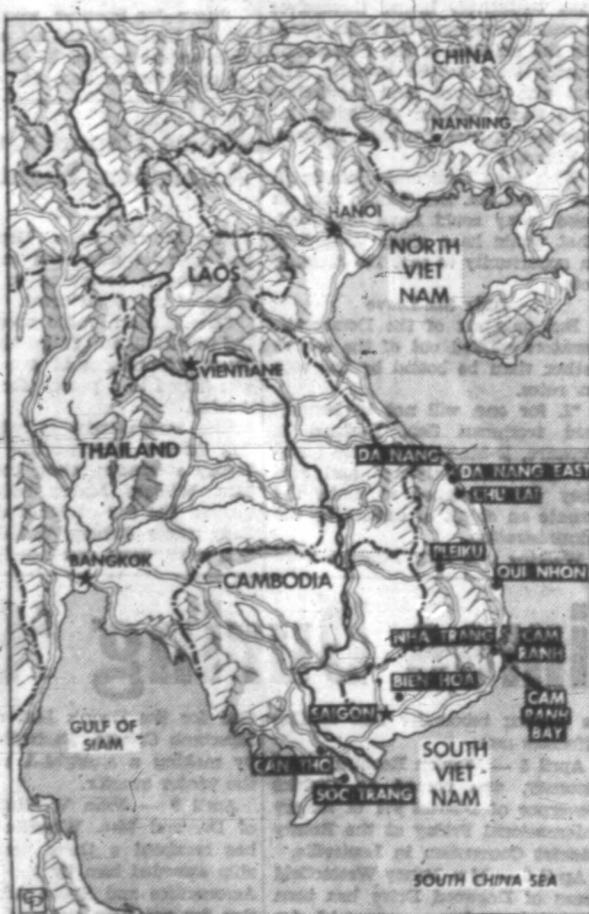 CHINA
NANNING
HANOI
NORTH
VIET
NAM
LAOS
VIENTIANE
THAILAND
DA NANG
DA NANG EAST
CHU LAI
BANGKOK
CAMBODIA
PLEIKU
QUI NHON
NHA TRANG
CAM
RANH
BIEN HOA
CAM
RANH
BAY
SAIGON
GULF OF
SIAM
CAN THO
SOC TRANG
SOUTH
VIET
NAM
SOUTH CHINA SEA